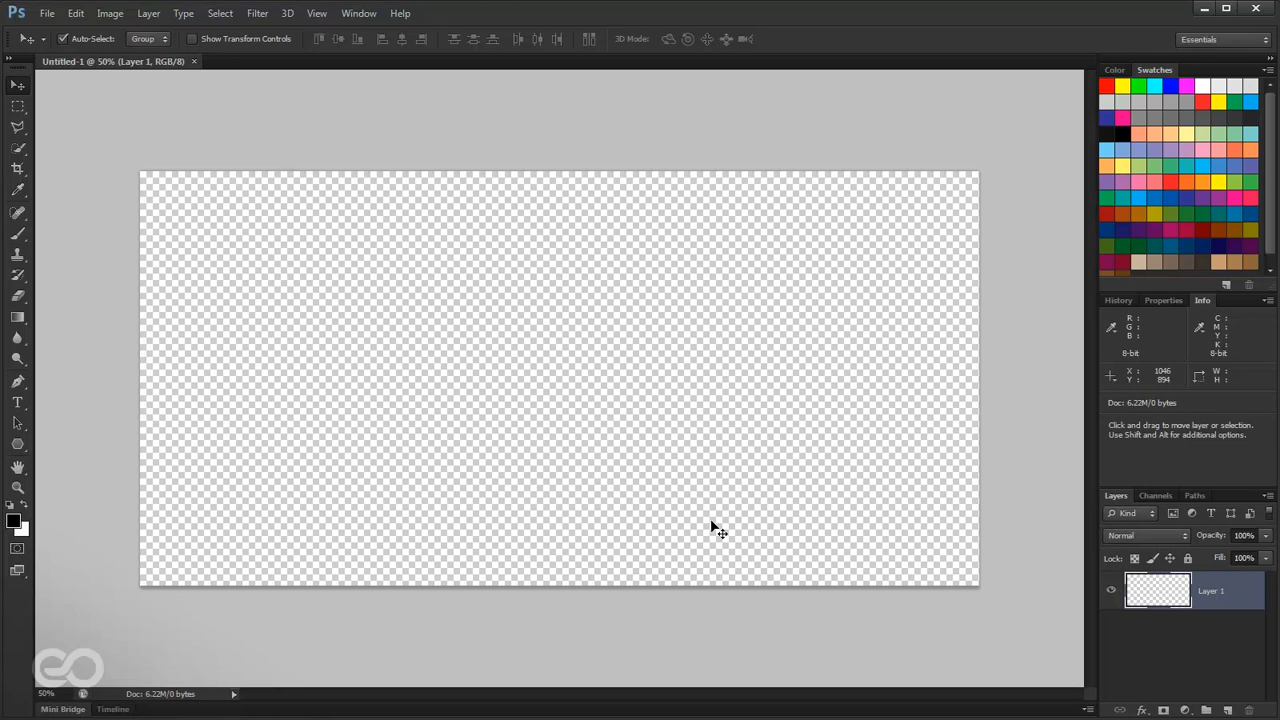 Ps File Edit Image Layer Type Select Filter 3D View Window Help
Auto-Select: Group Show Transform Controls 3D Mode: Essentials
Untitled-1 @ 50% (Layer 1, RGB/8) ×
Color Swatches
History Properties Info
R : C :
G : M :
B : Y :
K :
8-bit 8-bit
X : 1046 W :
Y : 894 H :
Doc: 6.22M/0 bytes
Click and drag to move layer or selection.
Use Shift and Alt for additional options.
Layers Channels Paths
Kind
Normal Opacity: 100%
Lock: Fill: 100%
Layer 1
eo
50% Doc: 6.22M/0 bytes
Mini Bridge Timeline